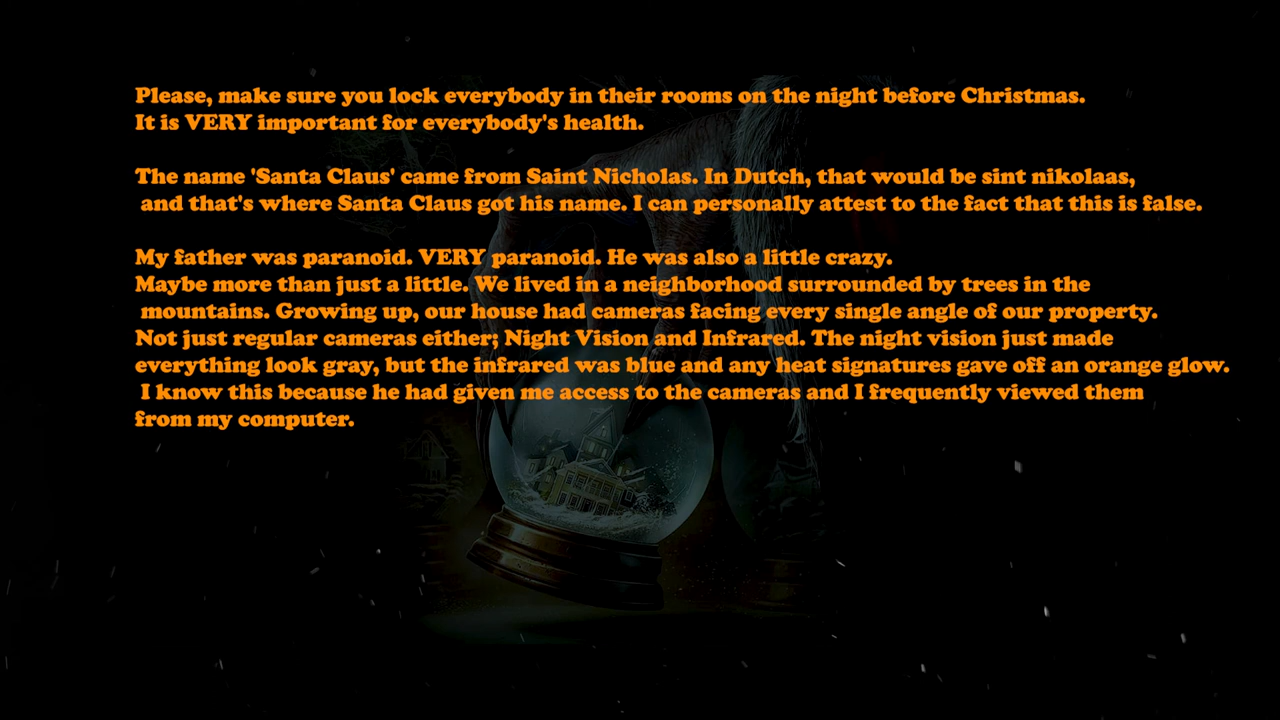 Please, make sure you lock everybody in their rooms on the night before Christmas.
It is VERY important for everybody's health.
The name 'Santa Claus' came from Saint Nicholas. In Dutch, that would be sint nikolaas,
and that's where Santa Claus got his name. I can personally attest to the fact that this is false.
My father was paranoid. VERY paranoid. He was also a little crazy.
Maybe more than just a little. We lived in a neighborhood surrounded by trees in the
mountains. Growing up, our house had cameras facing every single angle of our property.
Not just regular cameras either; Night Vision and Infrared. The night vision just made
everything look gray, but the infrared was blue and any heat signatures gave off an orange glow.
I know this because he had given me access to the cameras and I frequently viewed them
from my computer.